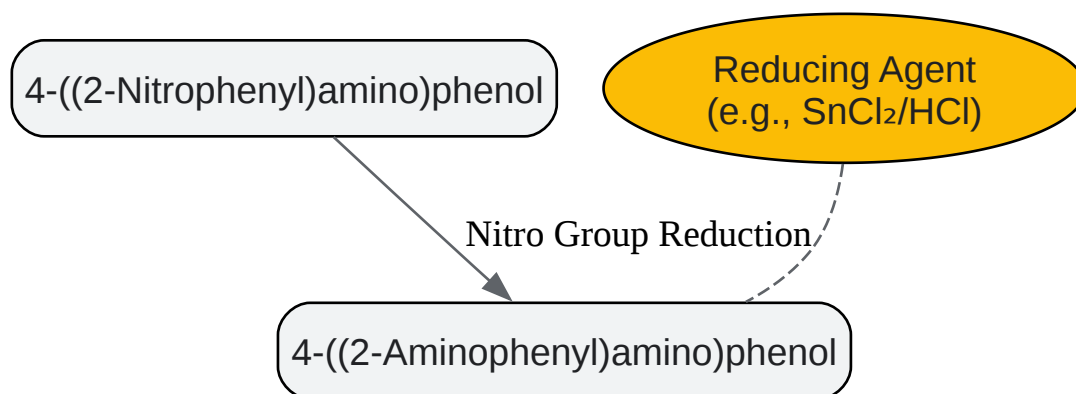 4-((2-Nitrophenyl)amino)phenol
Reducing Agent
(e.g., SnCl₂/HCl)
Nitro Group Reduction
4-((2-Aminophenyl)amino)phenol